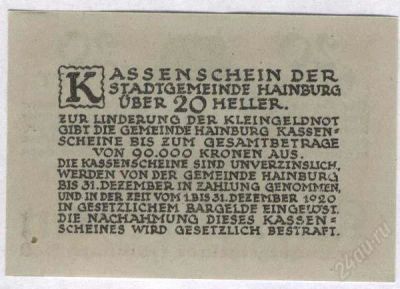 KASSENSCHEIN DER
STADTGEMEINDE HAINBURG
ÜBER 20 HELLER.
ZUR LINDERUNG DER KLEINGELDNOT
GIBT DIE GEMEINDE HAINBURG KASSEN=
SCHEINE BIS ZUM GESAMTBETRAGE
VON 90.000 KRONEN AUS.
DIE KASSENSCHEINE SIND UNVERZINSLICH,
WERDEN VON DER GEMEINDE HAINBURG
BIS 31. DEZEMBER IN ZAHLUNG GENOMMEN,
UND IN DER ZEIT VOM 1. BIS 31. DEZEMBER 1920
IN GESETZLICHEM BARGELDE EINGELÖST.
DIE NACHAHMUNG DIESES KASSEN=
SCHEINES WIRD GESETZLICH BESTRAFT.
24au.ru